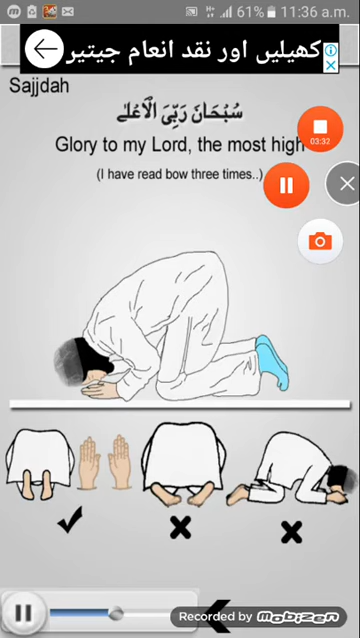 61% 11:36 a.m.
کھیلیں اور نقد انعام جیتیں
Sajjdah
سُبْحَانَ رَبِّیَ الْاَعْلٰے
Glory to my Lord, the most high
03:32
(I have read bow three times..)
Recorded by Mobizen